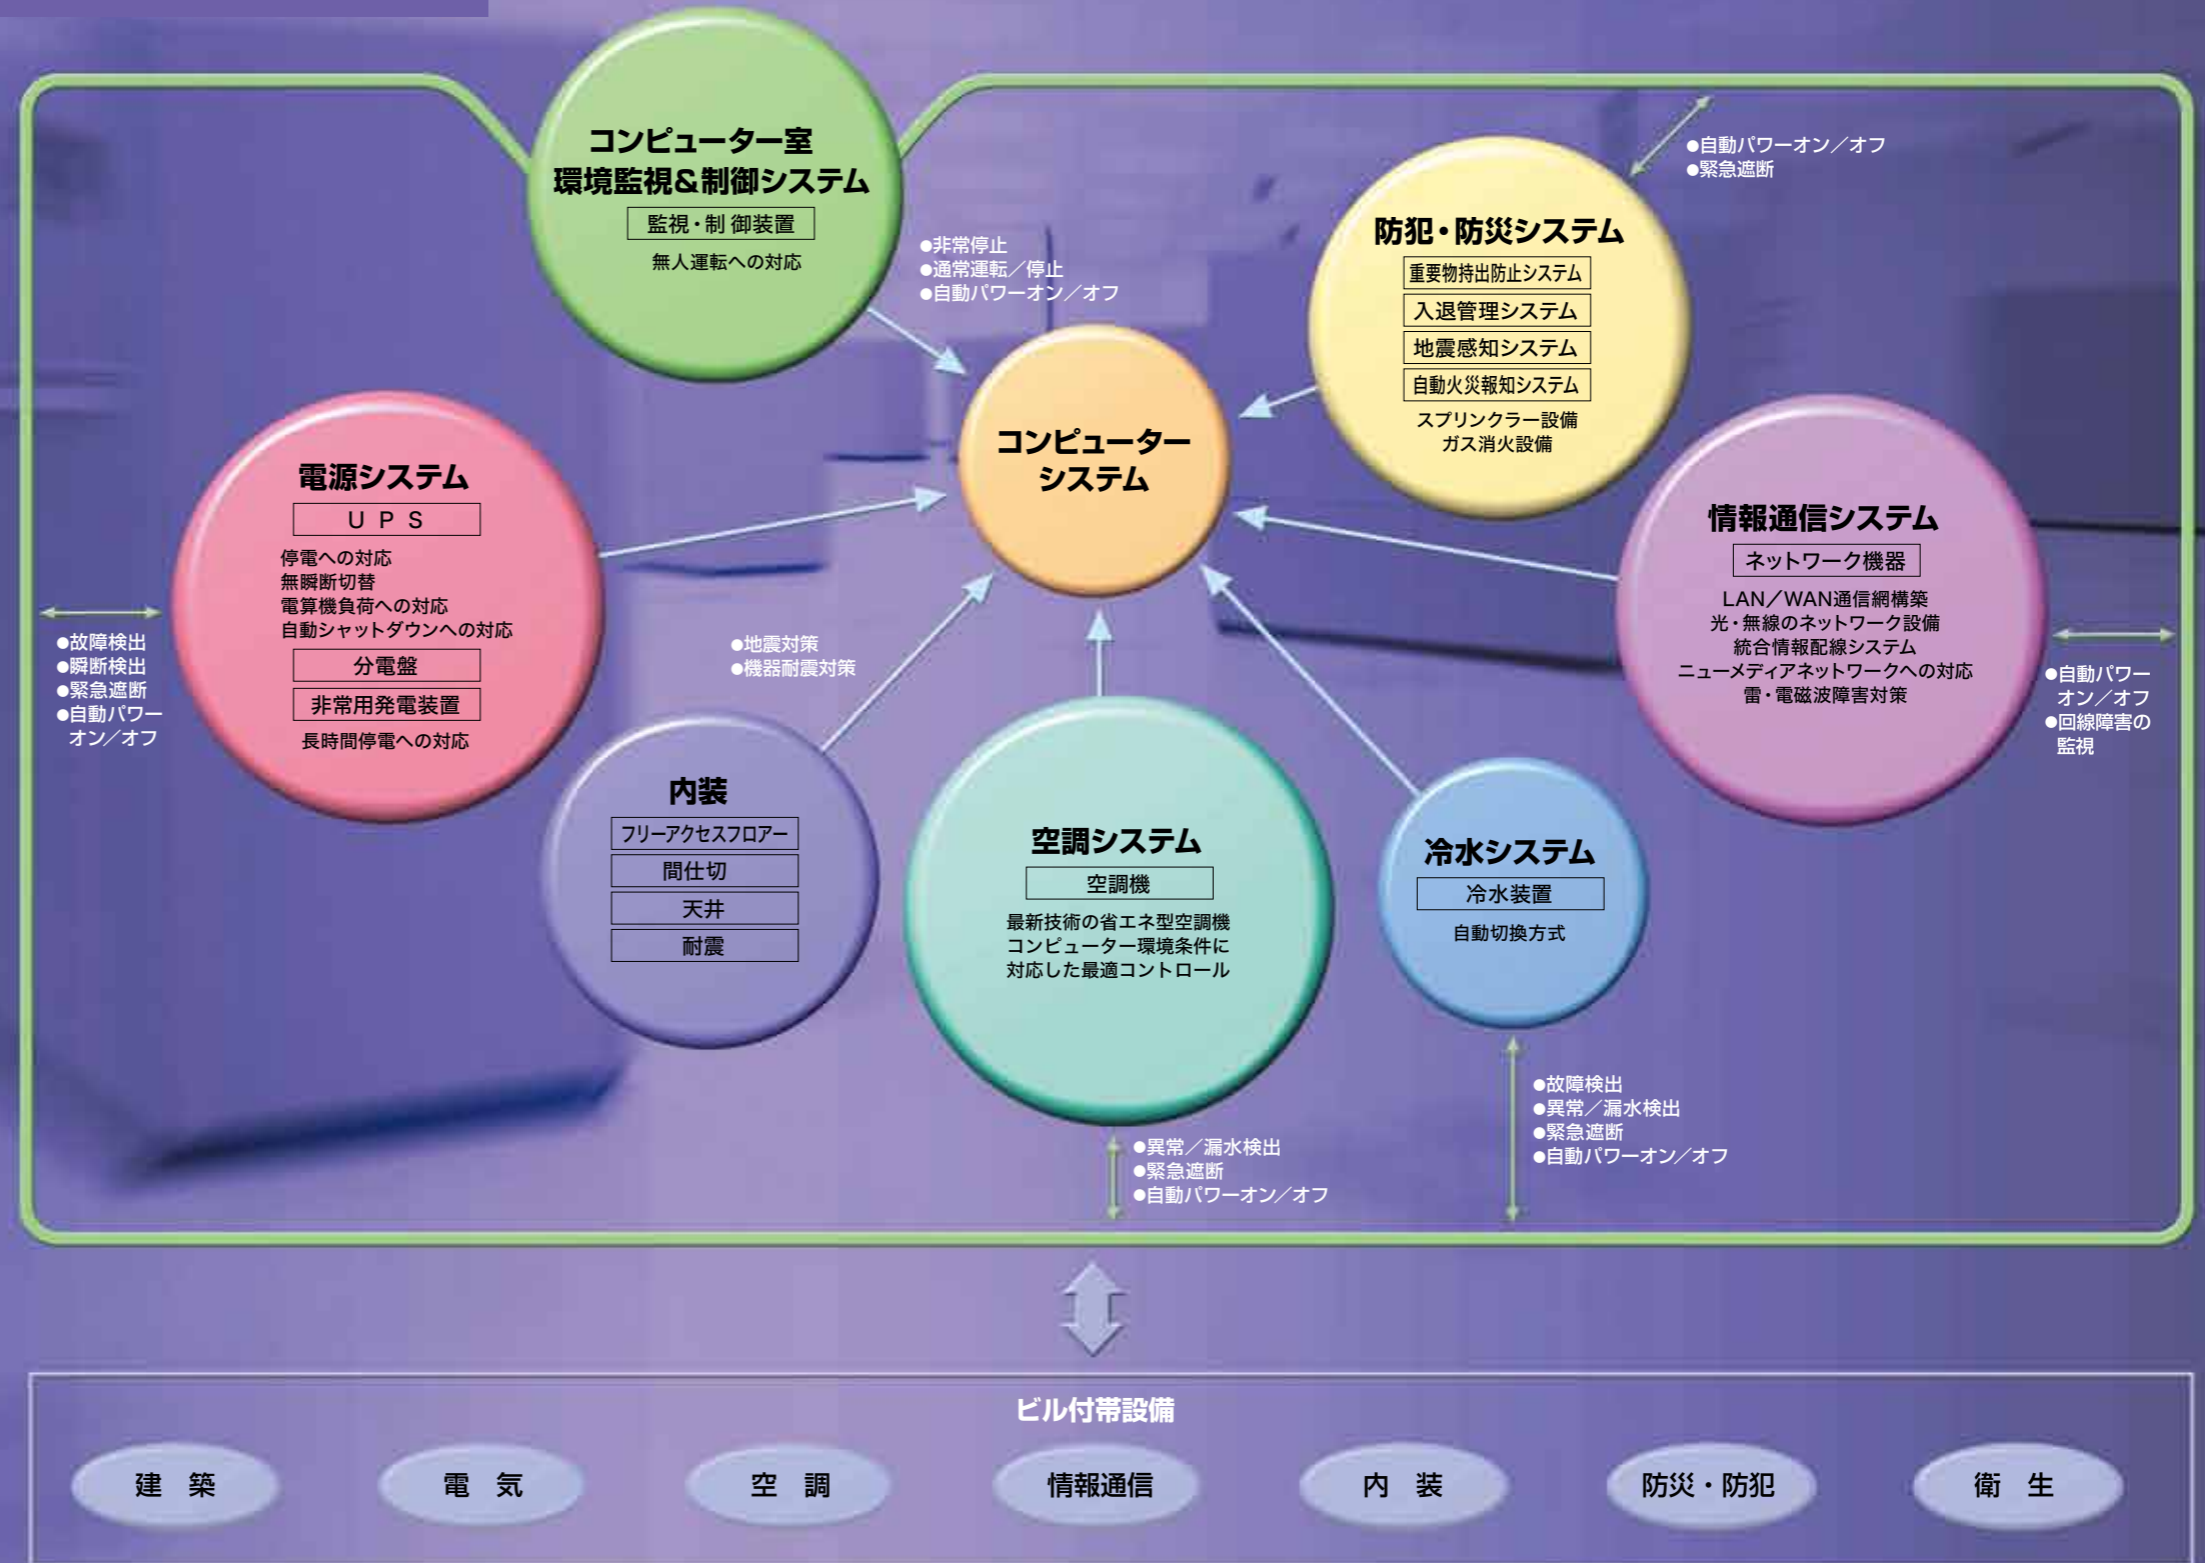 コンピューター室
環境監視＆制御システム
監視・制 御装置
無人運転への対応
●非常停止
●通常運転／停止
●自動パワーオン／オフ
●自動パワーオン／オフ
●緊急遮断
防犯・防災システム
重要物持出防止システム
入退管理システム
地震感知システム
自動火災報知システム
スプリンクラー設備
ガス消火設備
コンピューター
システム
電源システム
U P S
停電への対応
無瞬断切替
電算機負荷への対応
自動シャットダウンへの対応
分電盤
非常用発電装置
長時間停電への対応
●故障検出
●瞬断検出
●緊急遮断
●自動パワー
オン／オフ
情報通信システム
ネットワーク機器
LAN／WAN通信網構築
光・無線のネットワーク設備
統合情報配線システム
ニューメディアネットワークへの対応
雷・電磁波障害対策
●自動パワー
オン／オフ
●回線障害の
監視
●地震対策
●機器耐震対策
内装
フリーアクセスフロアー
間仕切
天井
耐震
空調システム
空調機
最新技術の省エネ型空調機
コンピューター環境条件に
対応した最適コントロール
冷水システム
冷水装置
自動切換方式
●異常／漏水検出
●緊急遮断
●自動パワーオン／オフ
●故障検出
●異常／漏水検出
●緊急遮断
●自動パワーオン／オフ
ビル付帯設備
建 築
電 気
空 調
情報通信
内 装
防災・防犯
衛 生